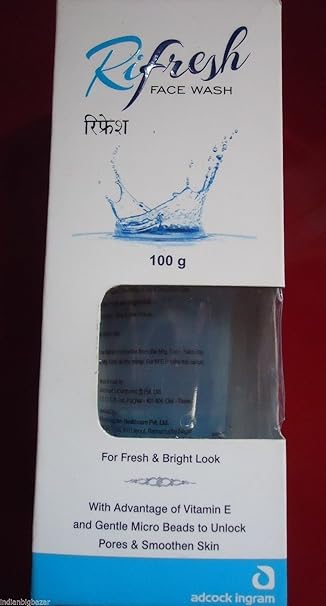 Rifresh
FACE WASH
रिफ्रेश
100 g
For Fresh & Bright Look
With Advantage of Vitamin E
and Gentle Micro Beads to Unlock
Pores & Smoothen Skin
adcock ingram
indianbigbazar